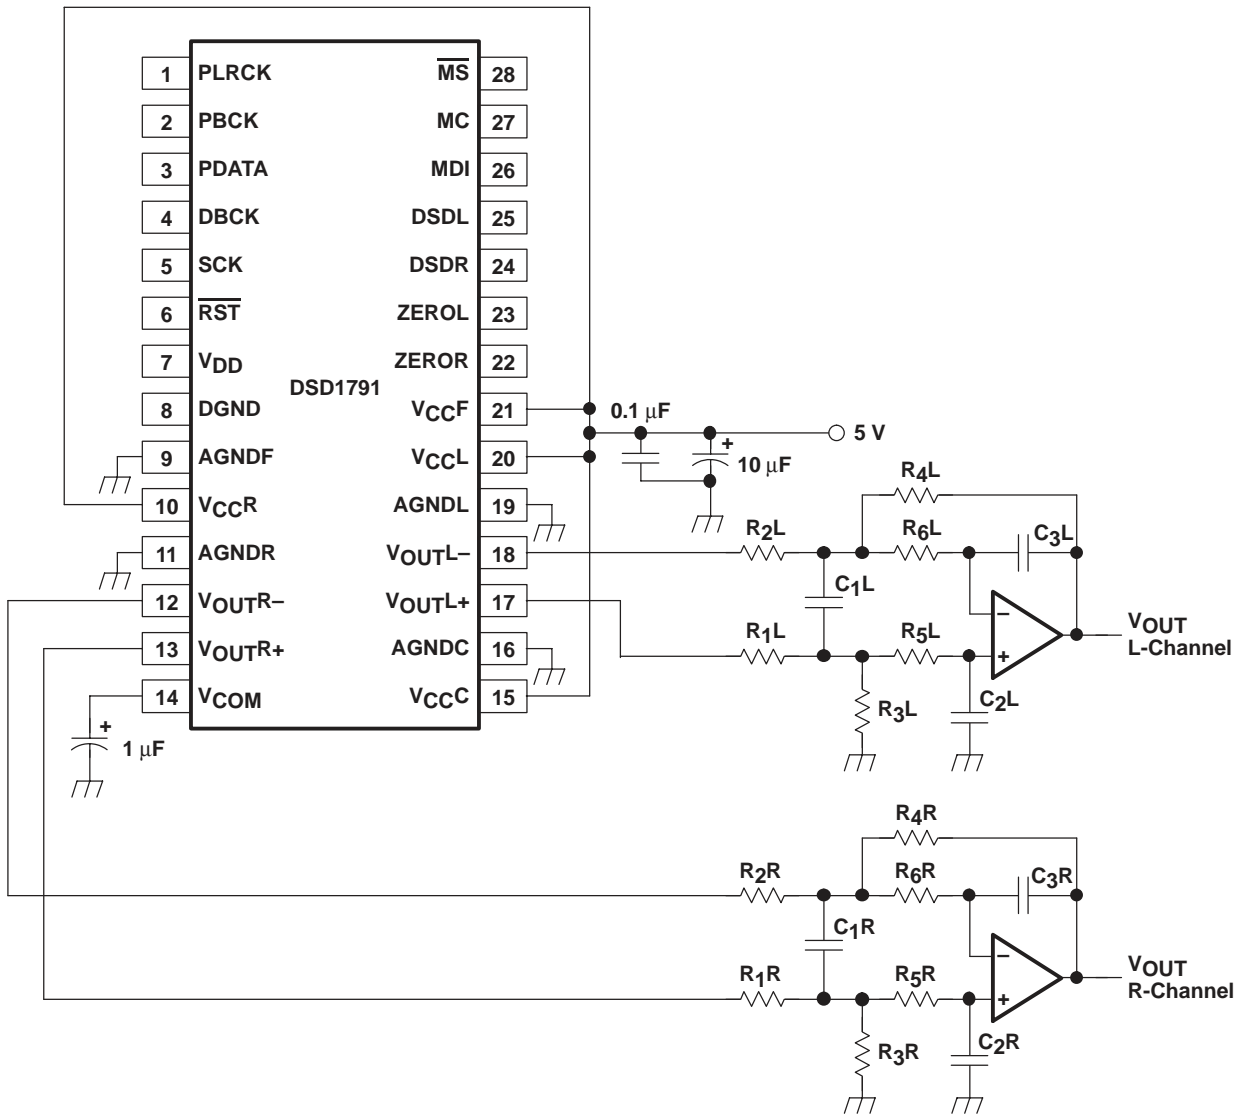 1 PLRCK MS 28
2 PBCK MC 27
3 PDATA MDI 26
4 DBCK DSDL 25
5 SCK DSDR 24
6 RST ZEROL 23
7 VDD ZEROR 22
DSD1791
8 DGND VCCF 21
0.1 μF
5 V
9 AGNDF VCCL 20
+
10 μF
10 VCCR AGNDL 19
11 AGNDR VOUTL– 18
12 VOUTR– VOUTL+ 17
13 VOUTR+ AGNDC 16
14 VCOM VCCC 15
+
1 μF
R4L
R2L R6L C3L
C1L
–
VOUT
L-Channel
R1L R5L +
R3L C2L
R4R
R2R R6R C3R
C1R
–
VOUT
R-Channel
R1R R5R +
R3R C2R